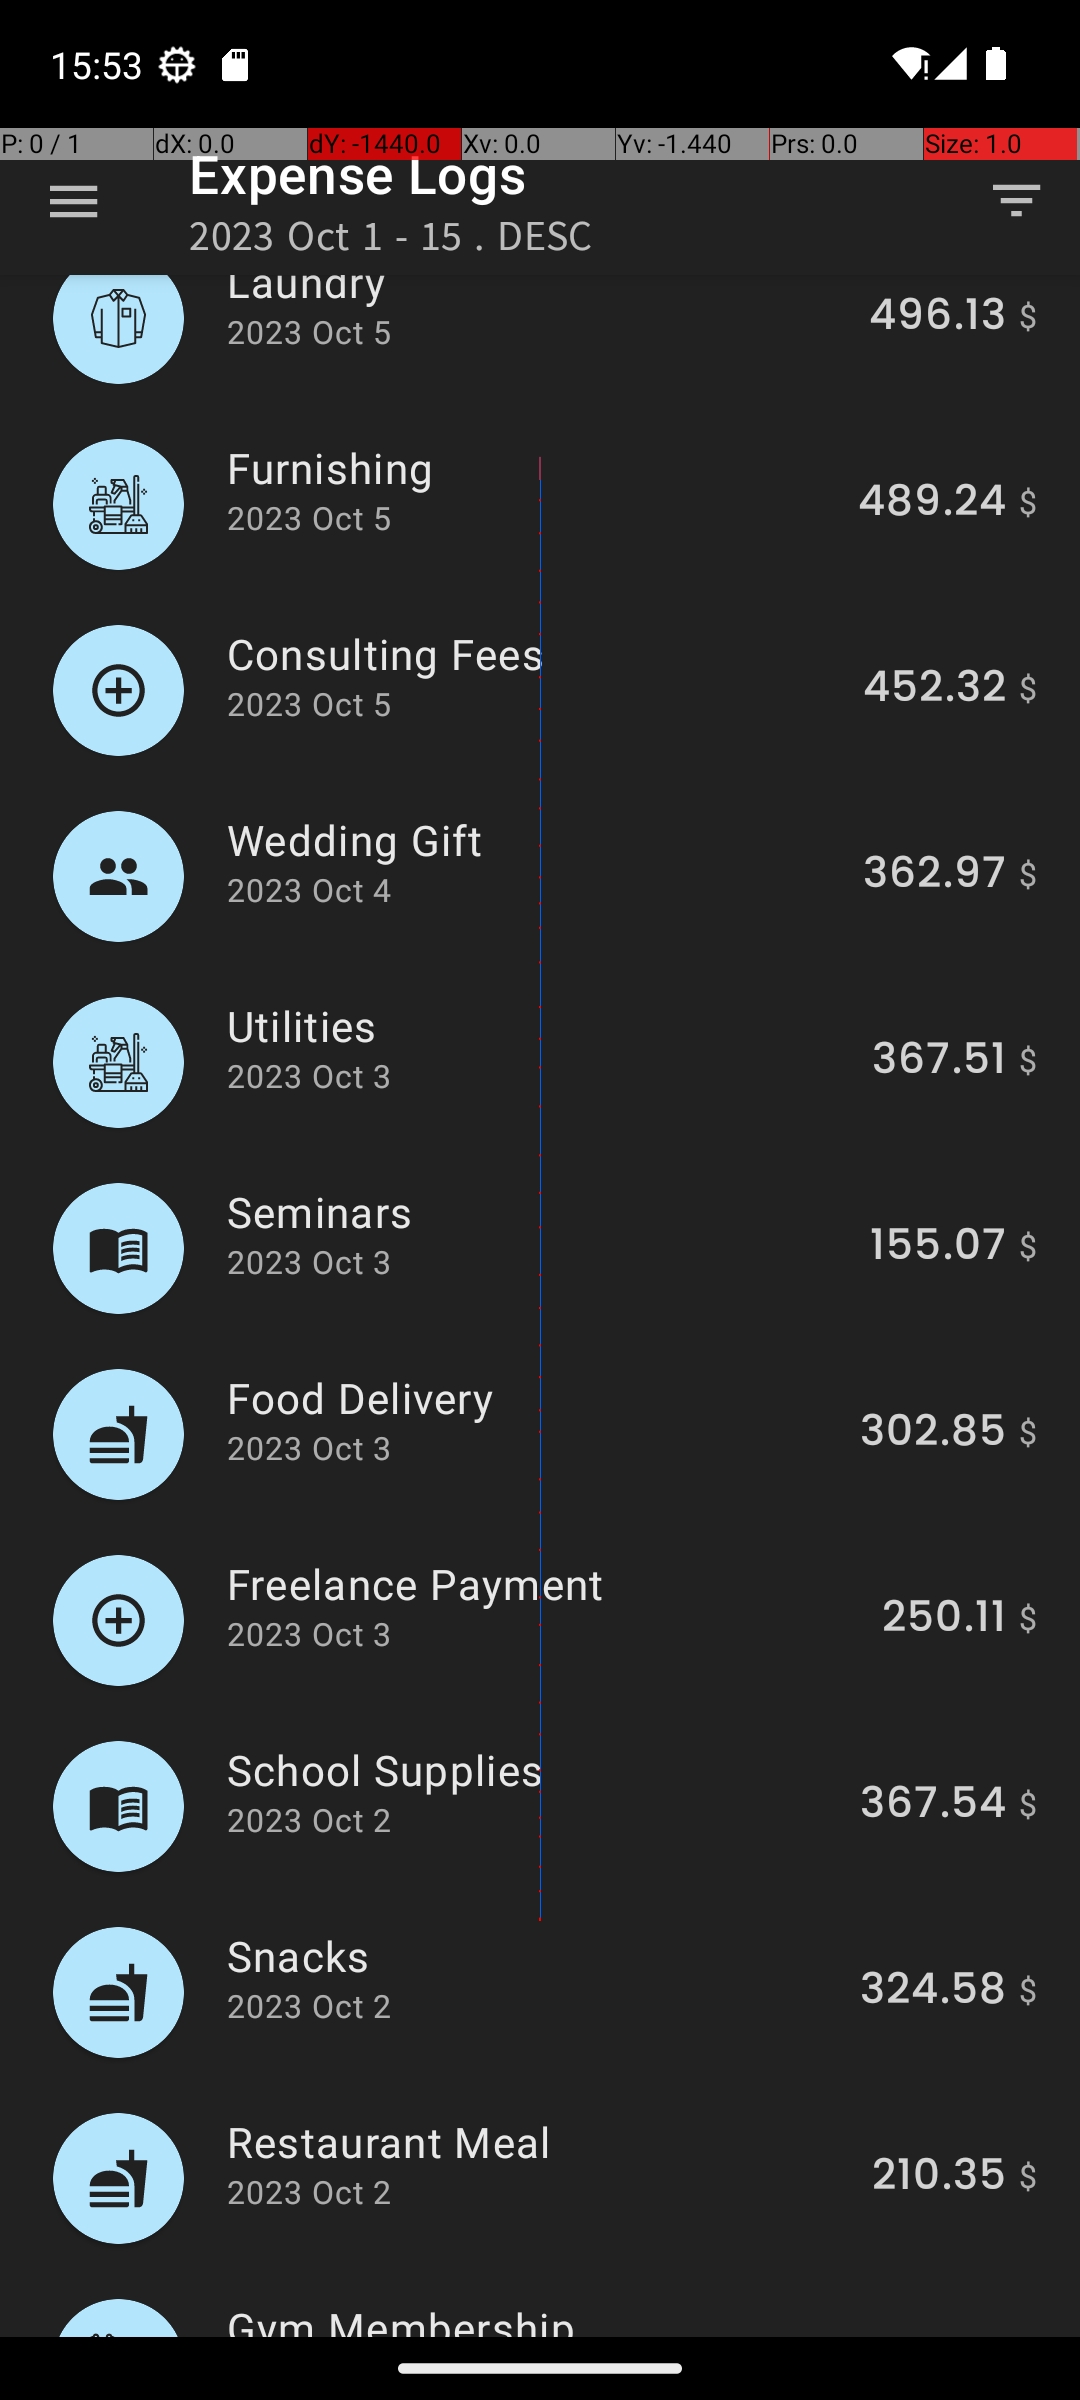 15:53
P: 0 / 1 dX: 0.0 dY: -1440.0 Xv: 0.0 Yv: -1.440 Prs: 0.0 Size: 1.0
Expense Logs
2023 Oct 1 - 15 . DESC
Laundry
2023 Oct 5
496.13 $
Furnishing
2023 Oct 5
489.24 $
Consulting Fees
2023 Oct 5
452.32 $
Wedding Gift
2023 Oct 4
362.97 $
Utilities
2023 Oct 3
367.51 $
Seminars
2023 Oct 3
155.07 $
Food Delivery
2023 Oct 3
302.85 $
Freelance Payment
2023 Oct 3
250.11 $
School Supplies
2023 Oct 2
367.54 $
Snacks
2023 Oct 2
324.58 $
Restaurant Meal
2023 Oct 2
210.35 $
Gym Membership